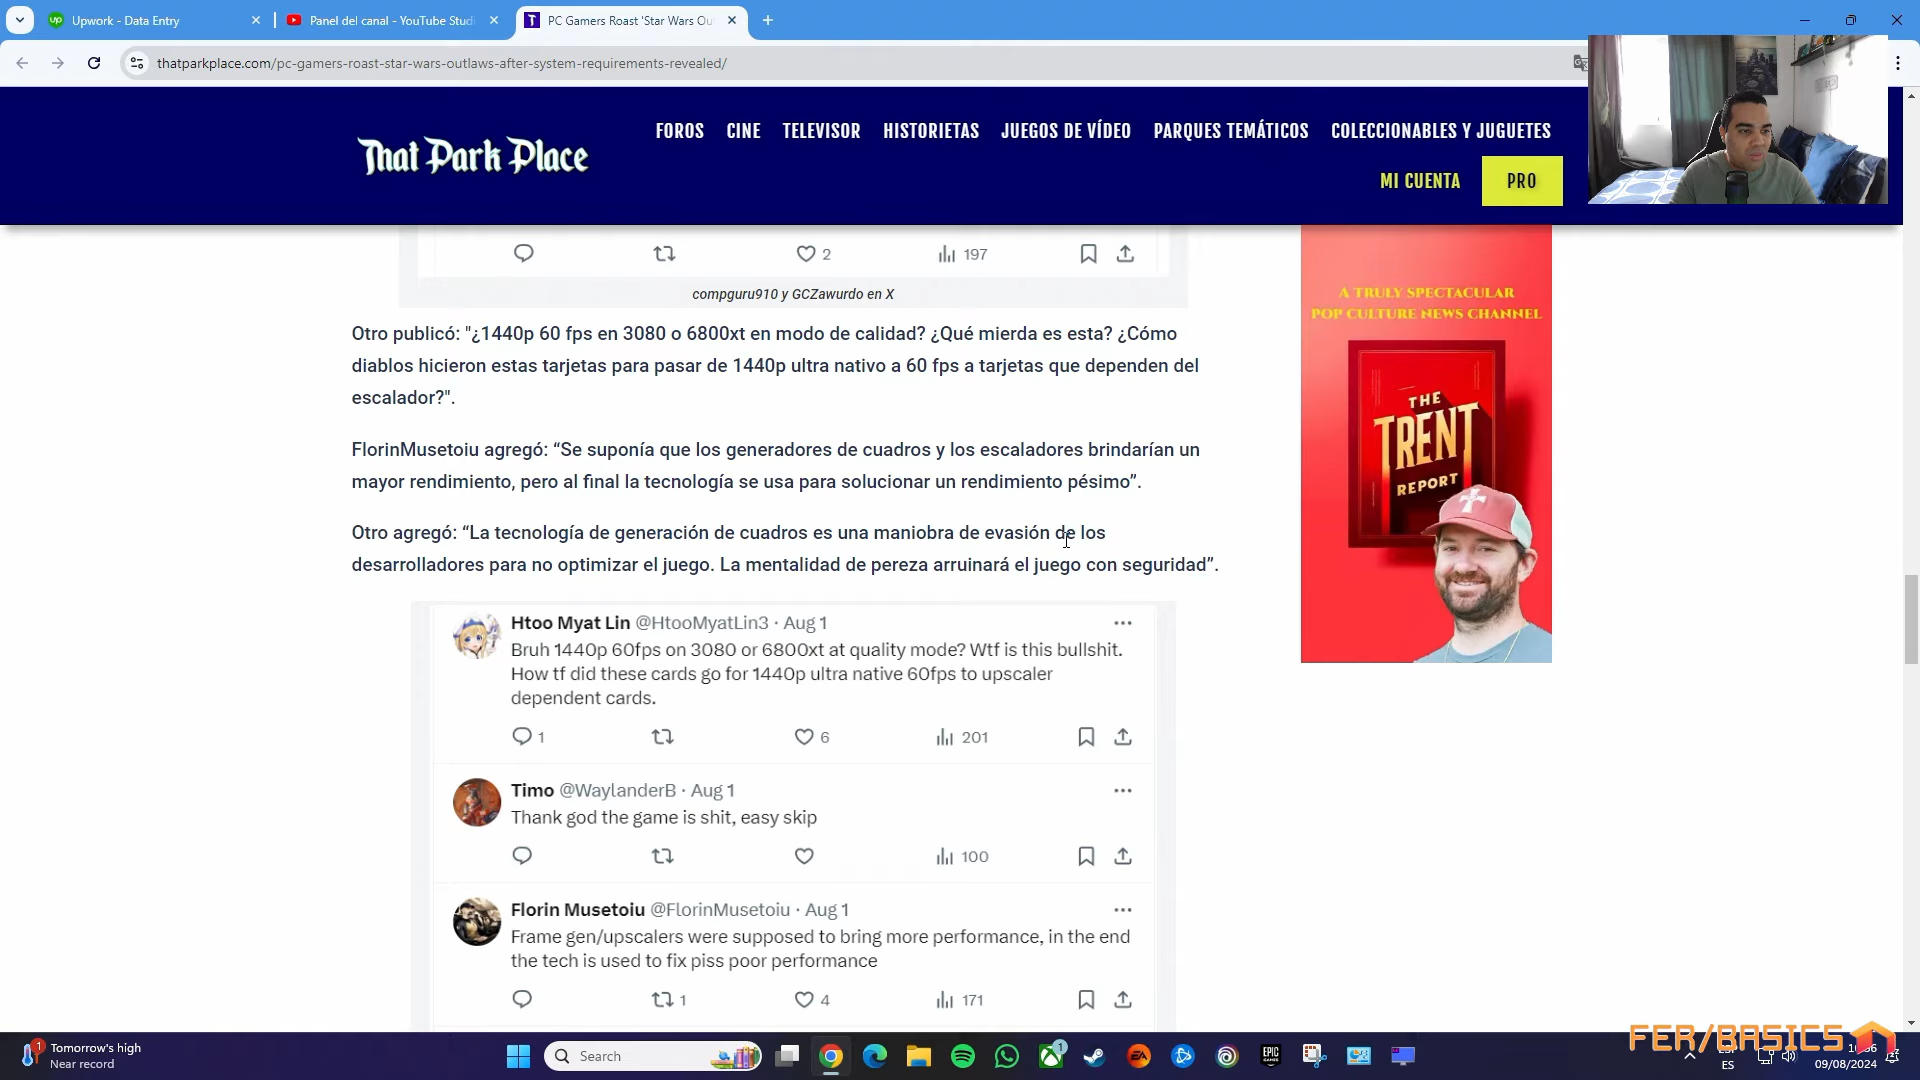 Upwork - Data Entry
Panel del canal - YouTube Studi
PC Gamers Roast 'Star Wars Out
thatparkplace.com/pc-gamers-roast-star-wars-outlaws-after-system-requirements-revealed/
That Park Place
FOROS CINE TELEVISOR HISTORIETAS JUEGOS DE VÍDEO PARQUES TEMÁTICOS COLECCIONABLES Y JUGUETES
MI CUENTA PRO
2 197
compguru910 y GCZawurdo en X
Otro publicó: "¿1440p 60 fps en 3080 o 6800xt en modo de calidad? ¿Qué mierda es esta? ¿Cómo
diablos hicieron estas tarjetas para pasar de 1440p ultra nativo a 60 fps a tarjetas que dependen del
escalador?".
FlorinMusetoiu agregó: “Se suponía que los generadores de cuadros y los escaladores brindarían un
mayor rendimiento, pero al final la tecnología se usa para solucionar un rendimiento pésimo”.
Otro agregó: “La tecnología de generación de cuadros es una maniobra de evasión de los
desarrolladores para no optimizar el juego. La mentalidad de pereza arruinará el juego con seguridad”.
A TRULY SPECTACULAR
POP CULTURE NEWS CHANNEL
THE
TRENT
REPORT
Htoo Myat Lin @HtooMyatLin3 · Aug 1
Bruh 1440p 60fps on 3080 or 6800xt at quality mode? Wtf is this bullshit.
How tf did these cards go for 1440p ultra native 60fps to upscaler
dependent cards.
1 6 201
Timo @WaylanderB · Aug 1
Thank god the game is shit, easy skip
100
Florin Musetoiu @FlorinMusetoiu · Aug 1
Frame gen/upscalers were supposed to bring more performance, in the end
the tech is used to fix piss poor performance
1 4 171
FER/BASICS
1
Tomorrow's high
Near record
Search
1
EA
EPIC
GAMES
ES
09/08/2024